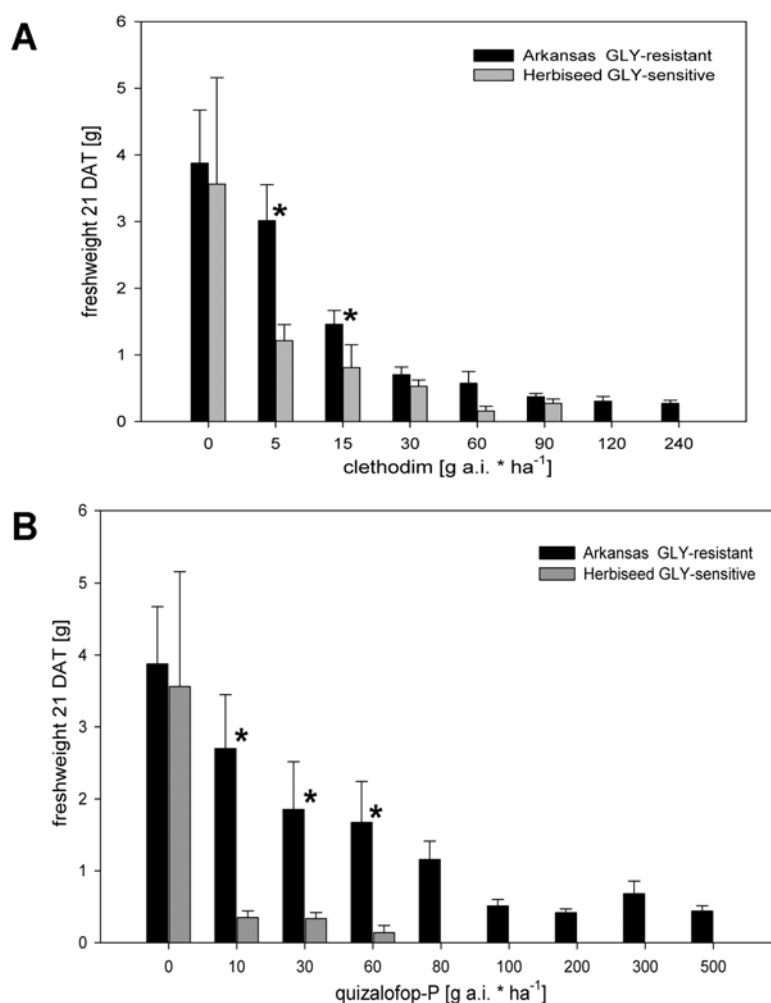 A
freshweight 21 DAT [g]
6
5
4
3
2
1
0
Arkansas GLY-resistant
Herbiseed GLY-sensitive
*
*
0 5 15 30 60 90 120 240
clethodim [g a.i. * ha⁻¹]
B
freshweight 21 DAT [g]
6
5
4
3
2
1
0
Arkansas GLY-resistant
Herbiseed GLY-sensitive
*
*
*
0 10 30 60 80 100 200 300 500
quizalofop-P [g a.i. * ha⁻¹]